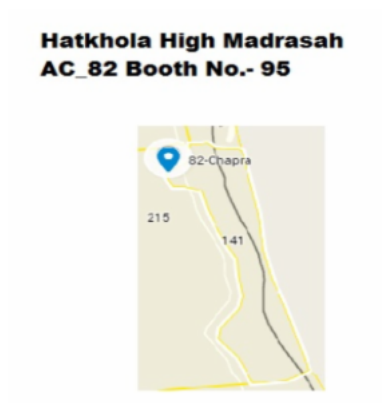 Hatkhola High Madrasah
AC_82 Booth No.- 95
82-Chapra
215
141